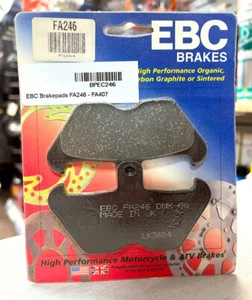 FA246
EBC
BRAKES
BPEC246
EBC Brakepads FA246 - FA407
High Performance Organic,
Carbon Graphite or Sintered
EBC FA246
MADE IN UK
LK3604
High Performance Motorcycle & ATV Brakes